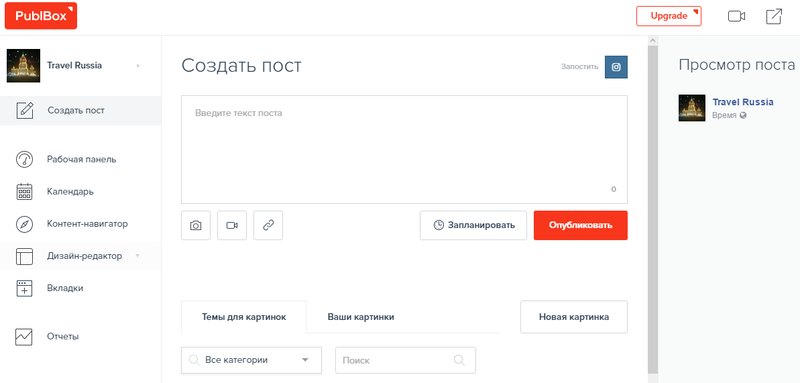 PublBox
Upgrade
Travel Russia
Создать пост
Рабочая панель
Календарь
Контент-навигатор
Дизайн-редактор
Вкладки
Отчеты
Создать пост
Запостить
Введите текст поста
0
Запланировать
Опубликовать
Темы для картинок
Ваши картинки
Новая картинка
Все категории
Поиск
Просмотр поста
Travel Russia
Время